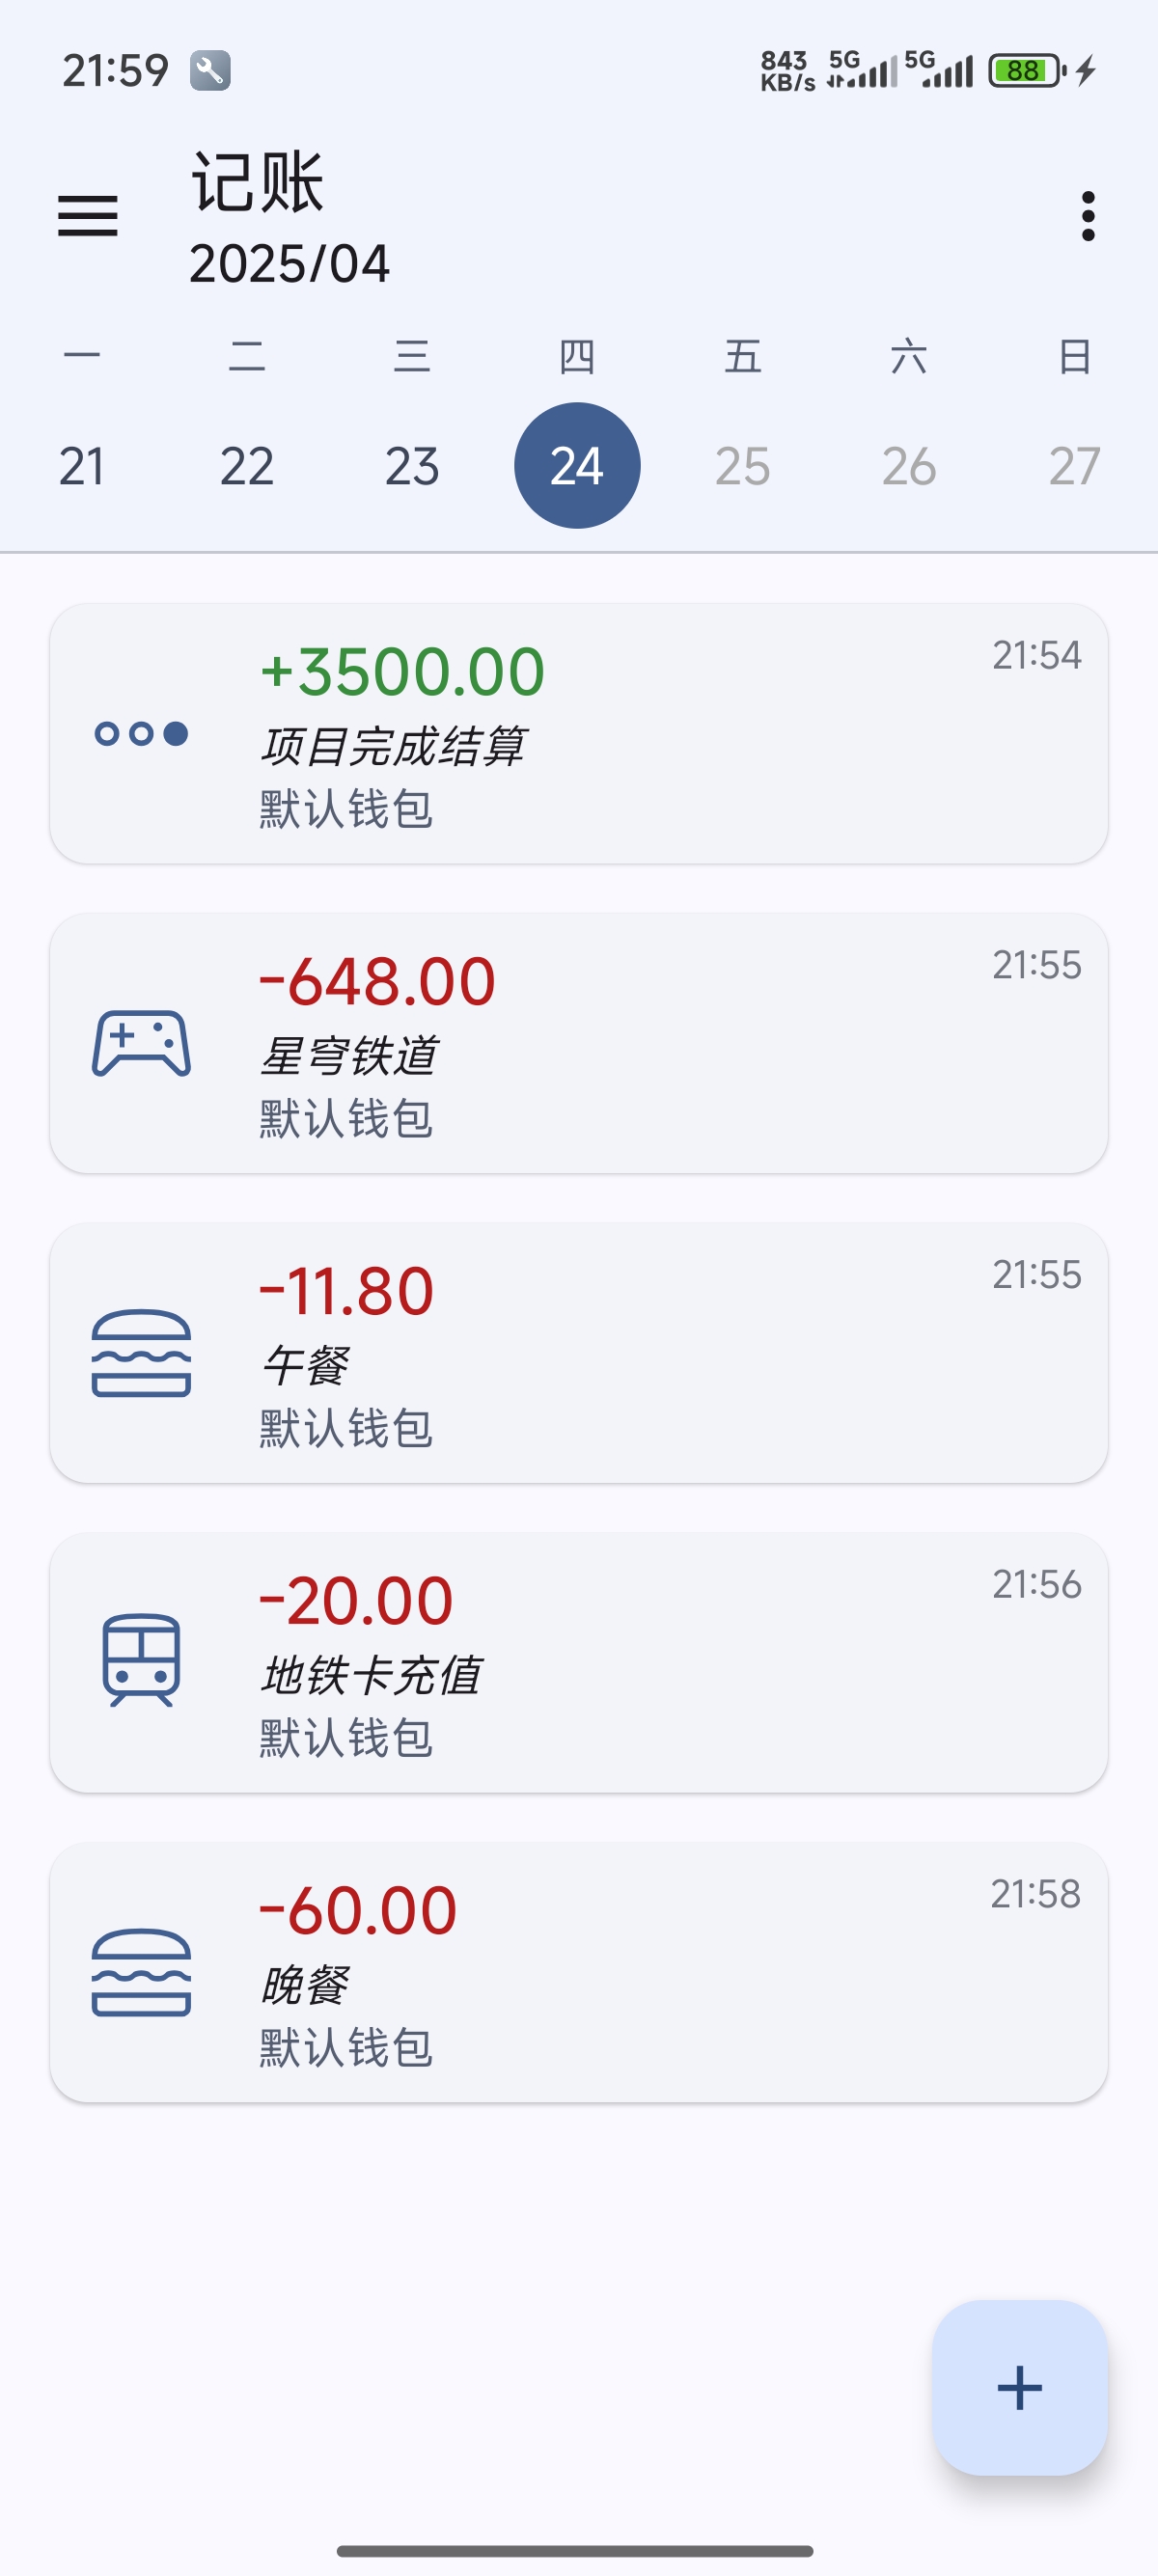 21:59 843 KB/s 5G 5G 88
记账
2025/04
一 二 三 四 五 六 日
21 22 23 24 25 26 27
+3500.00 21:54
项目完成结算
默认钱包
-648.00 21:55
星穹铁道
默认钱包
-11.80 21:55
午餐
默认钱包
-20.00 21:56
地铁卡充值
默认钱包
-60.00 21:58
晚餐
默认钱包